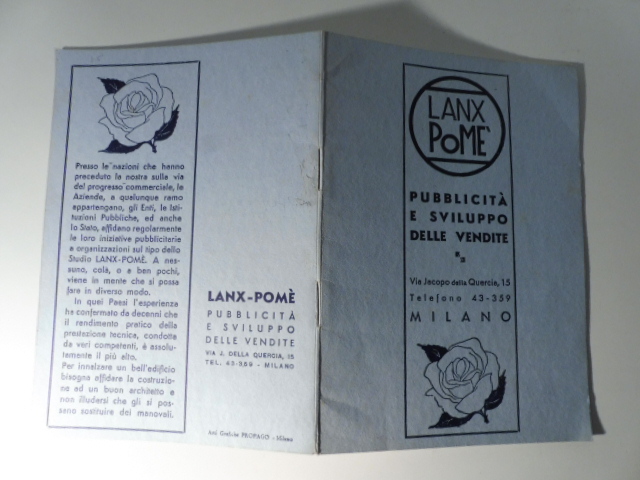 Presso le nazioni che hanno
preceduto la nostra sulla via
del progresso commerciale, le
Aziende, a qualunque ramo
appartengano, gli Enti, le Isti-
tuzioni Pubbliche, ed anche
lo Stato, affidano regolarmente
le loro iniziative pubblicitarie
a organizzazioni sul tipo dello
Studio LANX-POMÈ. A nes-
suno, colà, o a ben pochi,
viene in mente che si possa
fare in diverso modo.
In quei Paesi l'esperienza
ha confermato da decenni che
il rendimento pratico della
prestazione tecnica, condotta
da veri competenti, è assolu-
tamente il più alto.
Per innalzare un bell'edificio
bisogna affidare la costruzio-
ne ad un buon architetto e
non illudersi che gli si pos-
sano sostituire dei manovali.
LANX-POMÈ
PUBBLICITÀ
E SVILUPPO
DELLE VENDITE
VIA J. DELLA QUERCIA, 15
TEL. 43-359 - MILANO
Arti Grafiche PROPAGO - Milano
LANX
POMÈ
PUBBLICITÀ
E SVILUPPO
DELLE VENDITE
Via Jacopo della Quercia, 15
Telefono 43-359
MILANO